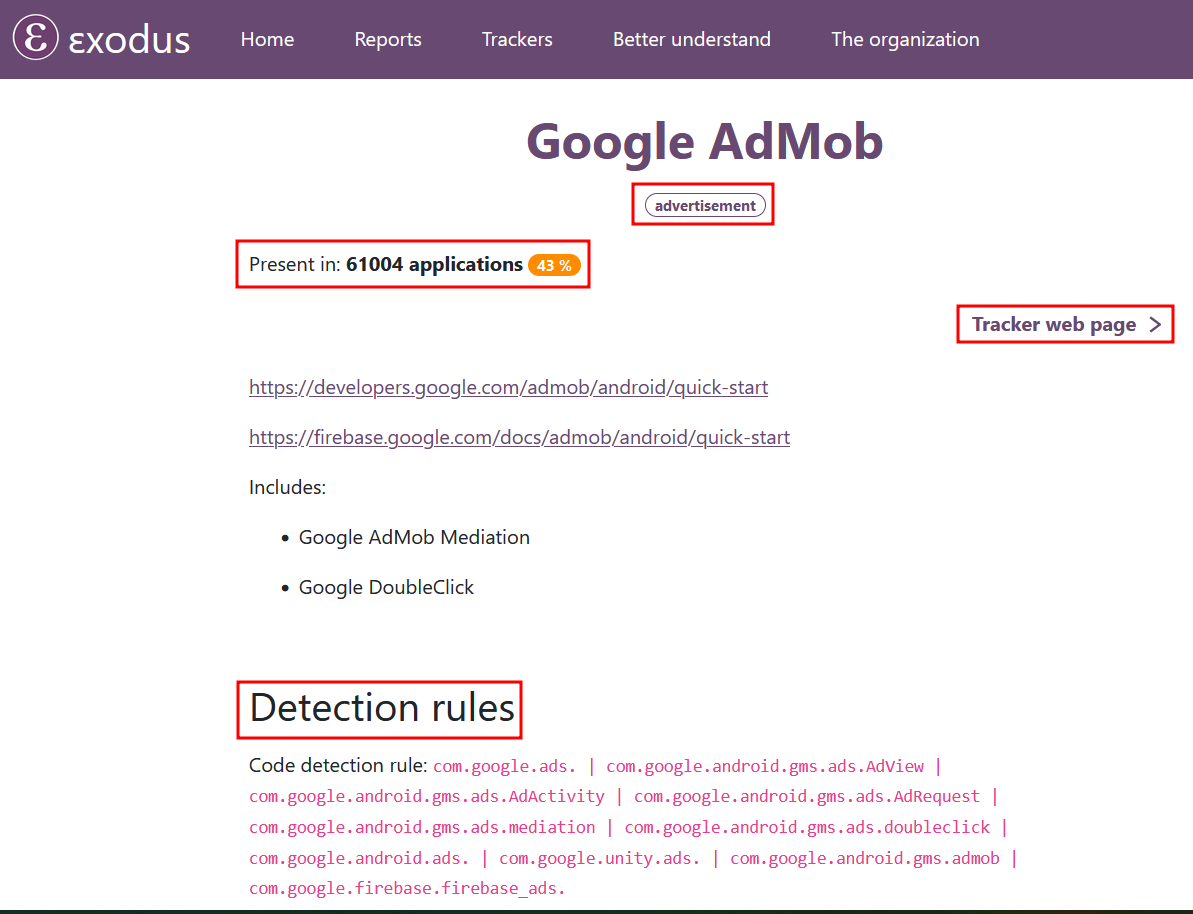 ε εxodus Home Reports Trackers Better understand The organization
Google AdMob
advertisement
Present in: 61004 applications 43 %
Tracker web page >
https://developers.google.com/admob/android/quick-start
https://firebase.google.com/docs/admob/android/quick-start
Includes:
• Google AdMob Mediation
• Google DoubleClick
Detection rules
Code detection rule: com.google.ads. | com.google.android.gms.ads.AdView |
com.google.android.gms.ads.AdActivity | com.google.android.gms.ads.AdRequest |
com.google.android.gms.ads.mediation | com.google.android.gms.ads.doubleclick |
com.google.android.ads. | com.google.unity.ads. | com.google.android.gms.admob |
com.google.firebase.firebase_ads.